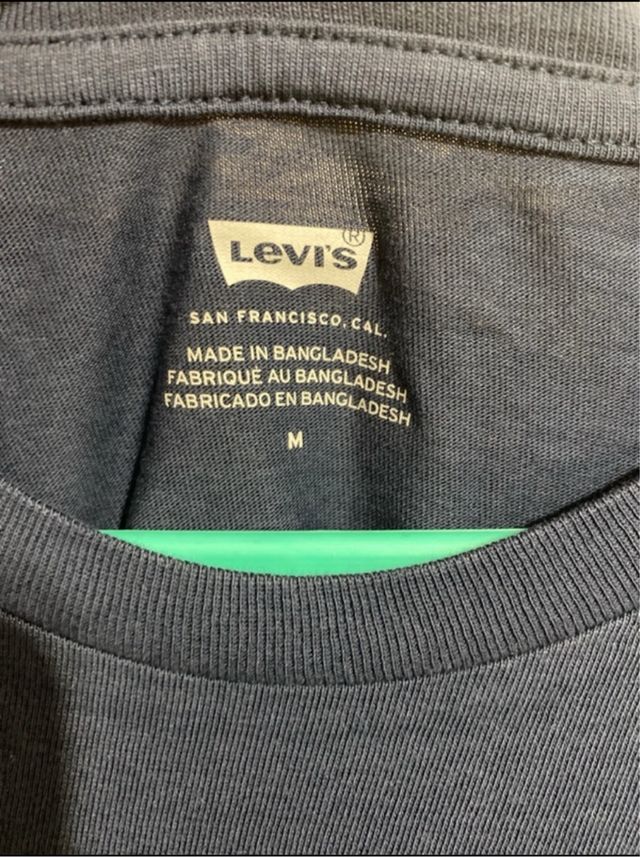 LEVI'S®
SAN FRANCISCO, CAL.
MADE IN BANGLADESH
FABRIQUÉ AU BANGLADESH
FABRICADO EN BANGLADESH
M